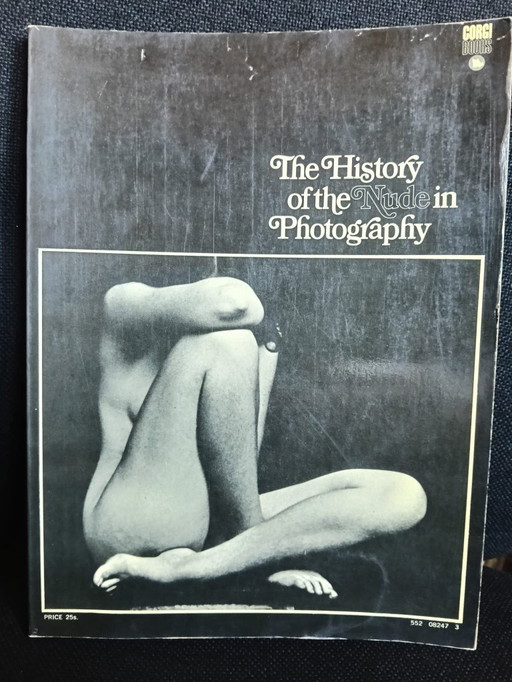 CORGI
BOOKS
The History
of the Nude in
Photography
PRICE 25s.
552 08247 3